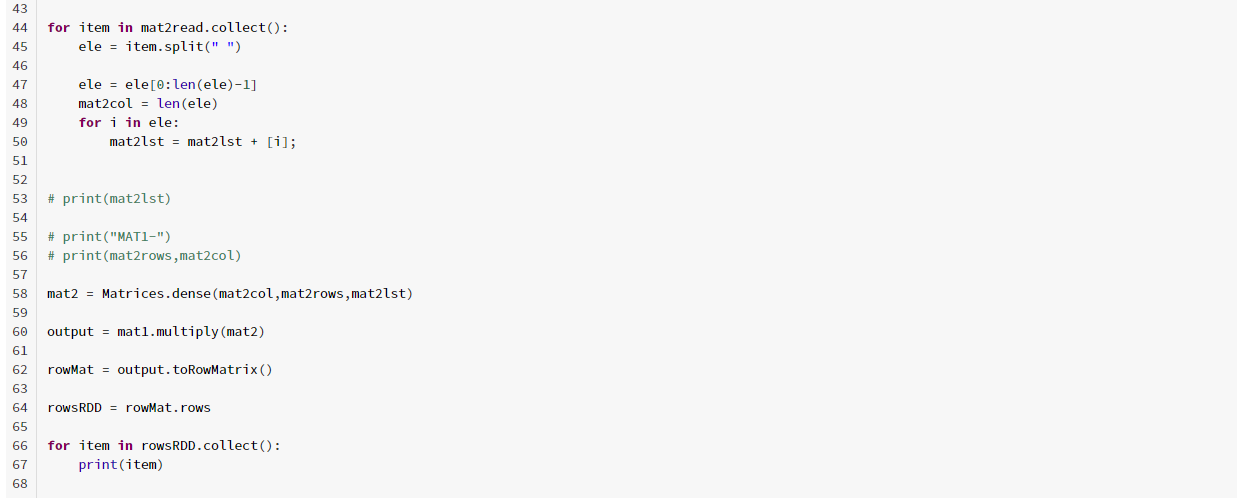 43
44 for item in mat2read.collect():
45     ele = item.split(" ")
46
47     ele = ele[0:len(ele)-1]
48     mat2col = len(ele)
49     for i in ele:
50         mat2lst = mat2lst + [i];
51
52
53 # print(mat2lst)
54
55 # print("MAT1-")
56 # print(mat2rows,mat2col)
57
58 mat2 = Matrices.dense(mat2col,mat2rows,mat2lst)
59
60 output = mat1.multiply(mat2)
61
62 rowMat = output.toRowMatrix()
63
64 rowsRDD = rowMat.rows
65
66 for item in rowsRDD.collect():
67     print(item)
68